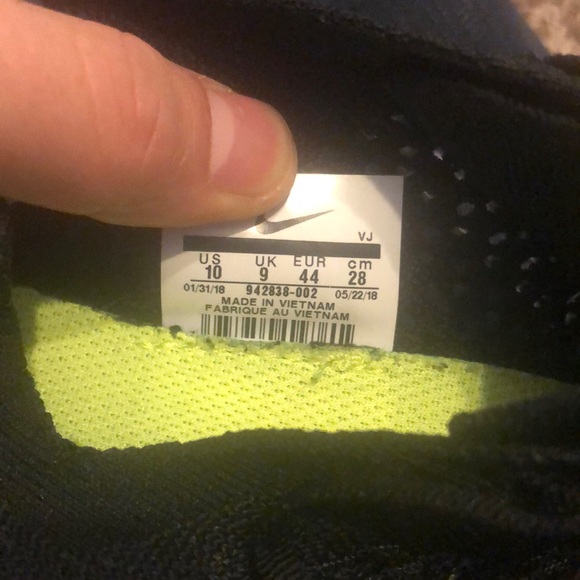 VJ
US UK EUR cm
10 9 44 28
01/31/18 942838-002 05/22/18
MADE IN VIETNAM
FABRIQUE AU VIETNAM